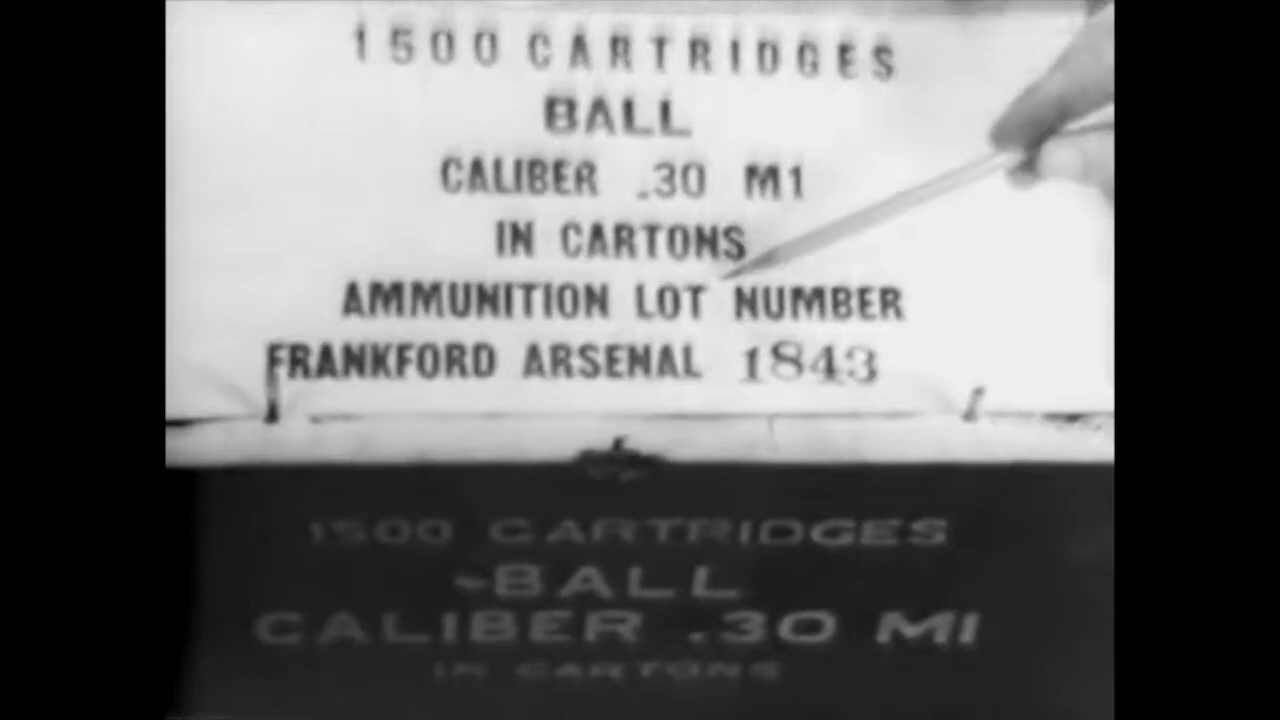 1500 CARTRIDGES
BALL
CALIBER .30 M1
IN CARTONS
AMMUNITION LOT NUMBER
FRANKFORD ARSENAL 1843
1500 CARTRIDGES
BALL
CALIBER .30 M1
IN CARTONS